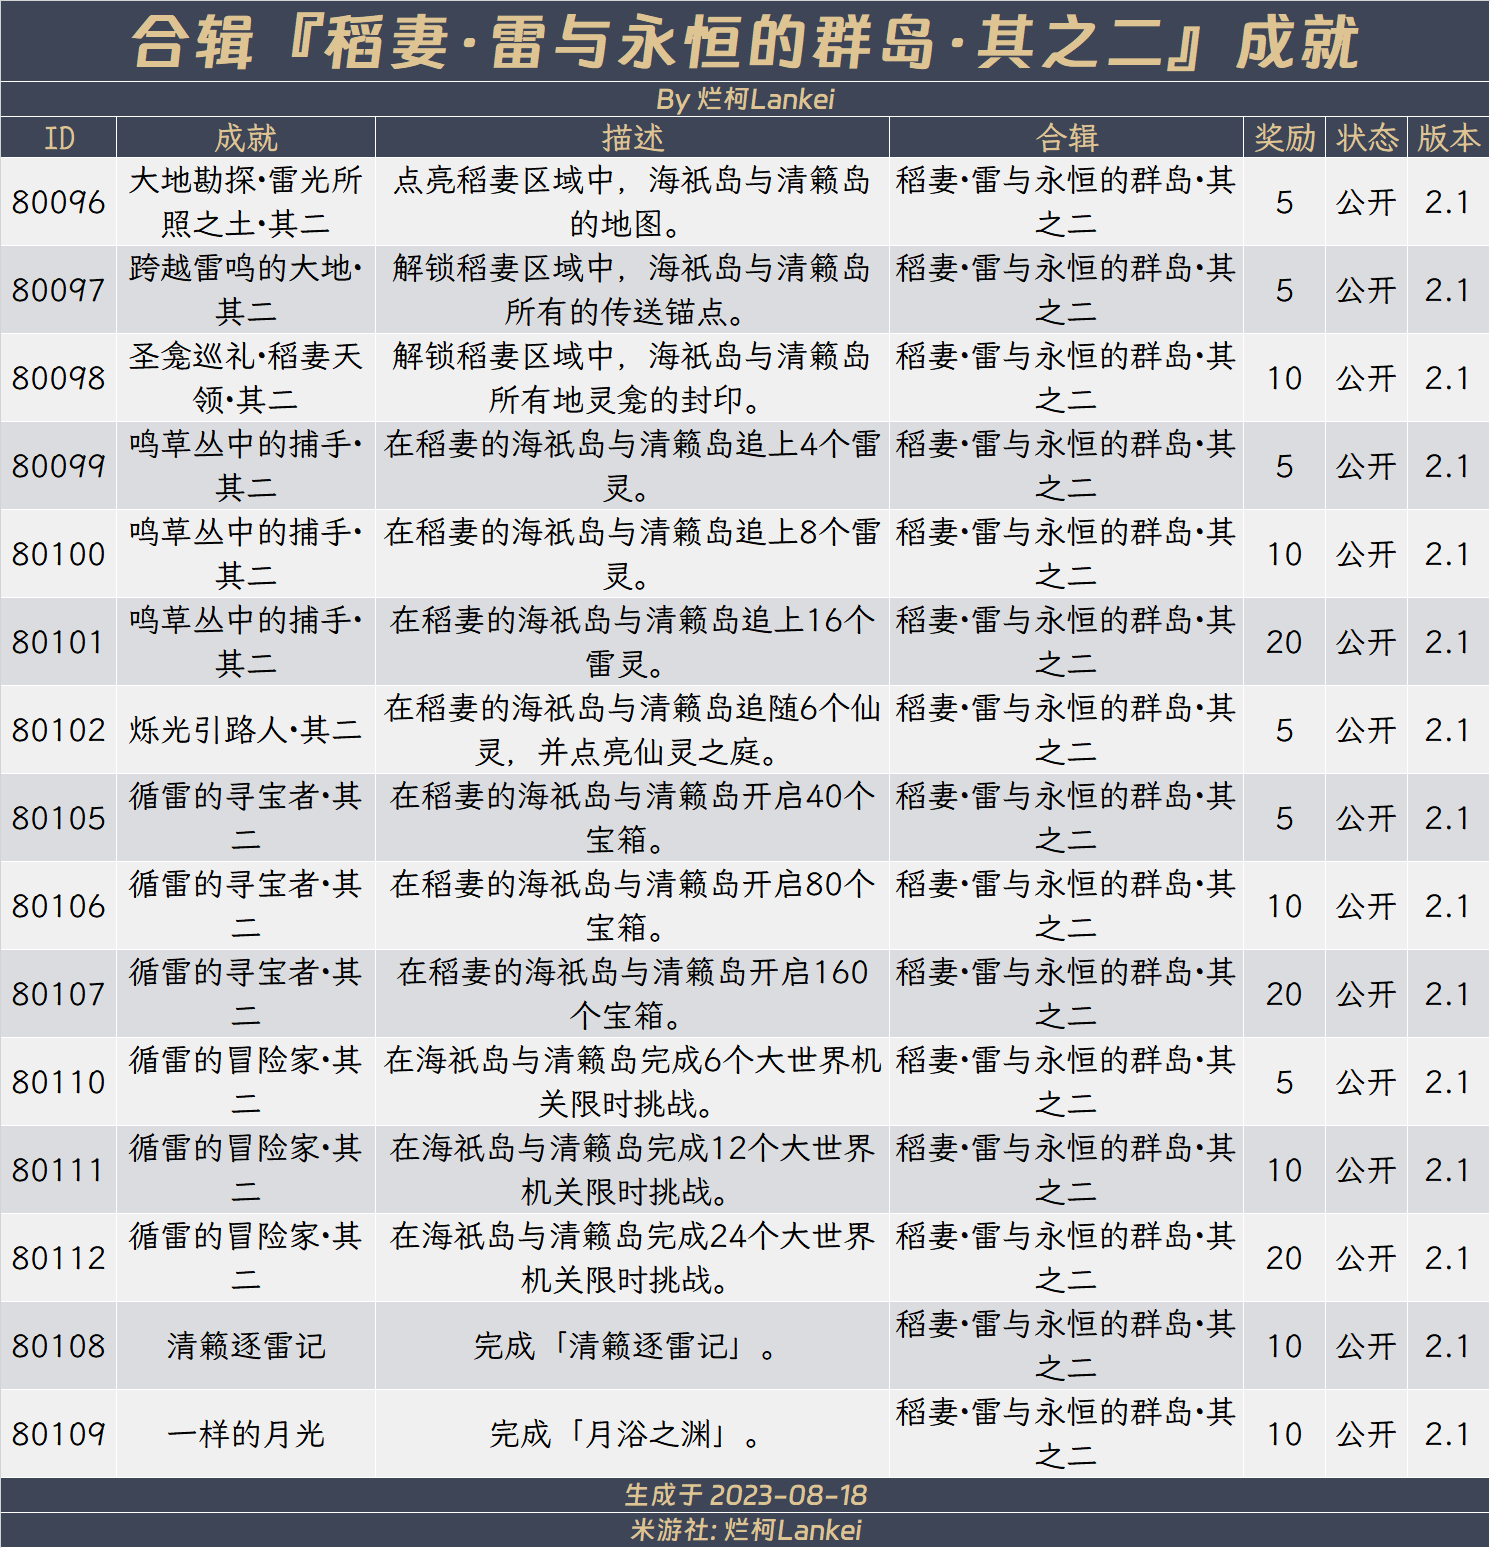 合辑『稻妻·雷与永恒的群岛·其之二』成就
By 烂柯Lankei
ID 成就 描述 合辑 奖励 状态 版本
80096 大地勘探·雷光所照之土·其二 点亮稻妻区域中，海祇岛与清籁岛的地图。 稻妻·雷与永恒的群岛·其之二 5 公开 2.1
80097 跨越雷鸣的大地·其二 解锁稻妻区域中，海祇岛与清籁岛所有的传送锚点。 稻妻·雷与永恒的群岛·其之二 5 公开 2.1
80098 圣龛巡礼·稻妻天领·其二 解锁稻妻区域中，海祇岛与清籁岛所有地灵龛的封印。 稻妻·雷与永恒的群岛·其之二 10 公开 2.1
80099 鸣草丛中的捕手·其二 在稻妻的海祇岛与清籁岛追上4个雷灵。 稻妻·雷与永恒的群岛·其之二 5 公开 2.1
80100 鸣草丛中的捕手·其二 在稻妻的海祇岛与清籁岛追上8个雷灵。 稻妻·雷与永恒的群岛·其之二 10 公开 2.1
80101 鸣草丛中的捕手·其二 在稻妻的海祇岛与清籁岛追上16个雷灵。 稻妻·雷与永恒的群岛·其之二 20 公开 2.1
80102 烁光引路人·其二 在稻妻的海祇岛与清籁岛追随6个仙灵，并点亮仙灵之庭。 稻妻·雷与永恒的群岛·其之二 5 公开 2.1
80105 循雷的寻宝者·其二 在稻妻的海祇岛与清籁岛开启40个宝箱。 稻妻·雷与永恒的群岛·其之二 5 公开 2.1
80106 循雷的寻宝者·其二 在稻妻的海祇岛与清籁岛开启80个宝箱。 稻妻·雷与永恒的群岛·其之二 10 公开 2.1
80107 循雷的寻宝者·其二 在稻妻的海祇岛与清籁岛开启160个宝箱。 稻妻·雷与永恒的群岛·其之二 20 公开 2.1
80110 循雷的冒险家·其二 在海祇岛与清籁岛完成6个大世界机关限时挑战。 稻妻·雷与永恒的群岛·其之二 5 公开 2.1
80111 循雷的冒险家·其二 在海祇岛与清籁岛完成12个大世界机关限时挑战。 稻妻·雷与永恒的群岛·其之二 10 公开 2.1
80112 循雷的冒险家·其二 在海祇岛与清籁岛完成24个大世界机关限时挑战。 稻妻·雷与永恒的群岛·其之二 20 公开 2.1
80108 清籁逐雷记 完成「清籁逐雷记」。 稻妻·雷与永恒的群岛·其之二 10 公开 2.1
80109 一样的月光 完成「月浴之渊」。 稻妻·雷与永恒的群岛·其之二 10 公开 2.1
生成于 2023-08-18
米游社: 烂柯Lankei